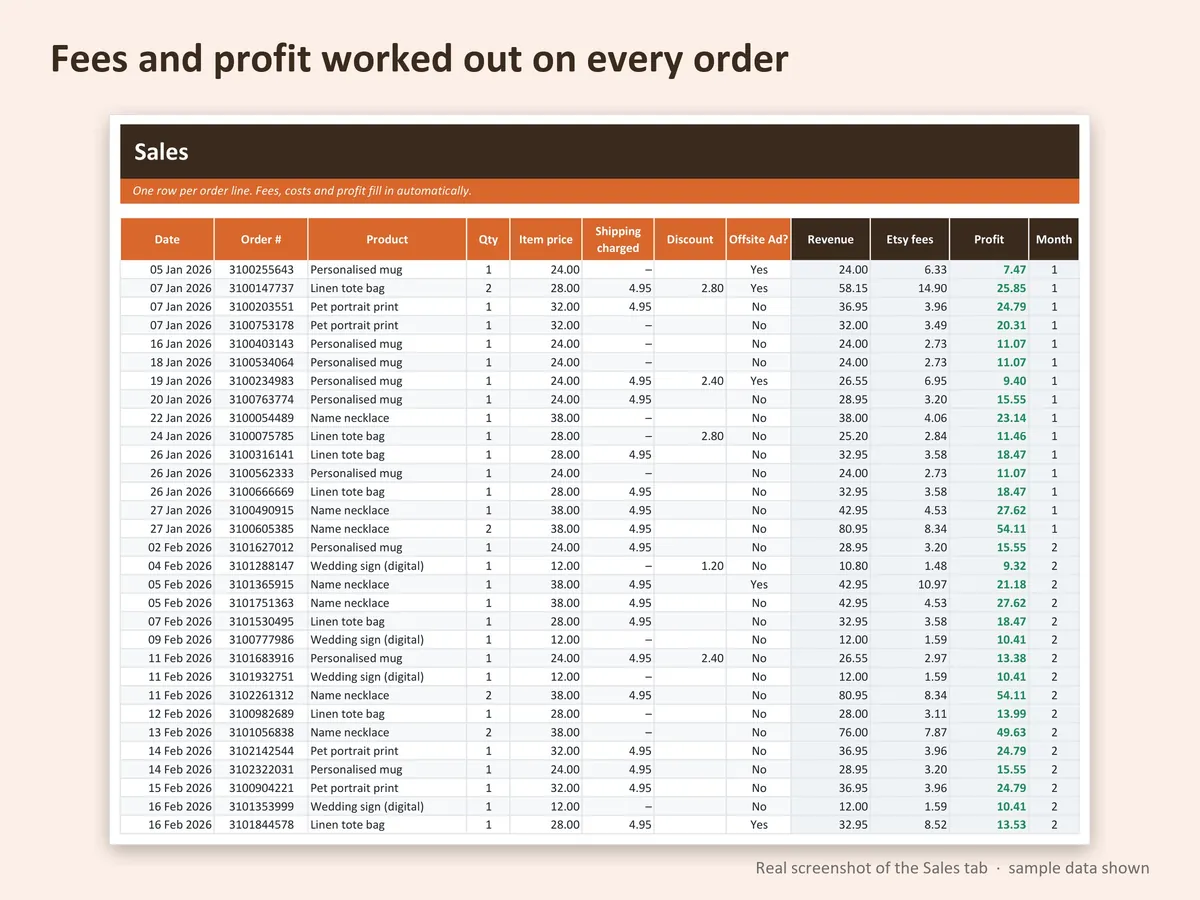 Fees and profit worked out on every order
Sales
One row per order line. Fees, costs and profit fill in automatically.
Date Order # Product Qty Item price Shipping charged Discount Offsite Ad? Revenue Etsy fees Profit Month
05 Jan 2026 3100255643 Personalised mug 1 24.00 – Yes 24.00 6.33 7.47 1
07 Jan 2026 3100147737 Linen tote bag 2 28.00 4.95 2.80 Yes 58.15 14.90 25.85 1
07 Jan 2026 3100203551 Pet portrait print 1 32.00 4.95 No 36.95 3.96 24.79 1
07 Jan 2026 3100753178 Pet portrait print 1 32.00 – No 32.00 3.49 20.31 1
16 Jan 2026 3100403143 Personalised mug 1 24.00 – No 24.00 2.73 11.07 1
18 Jan 2026 3100534064 Personalised mug 1 24.00 – No 24.00 2.73 11.07 1
19 Jan 2026 3100234983 Personalised mug 1 24.00 4.95 2.40 Yes 26.55 6.95 9.40 1
20 Jan 2026 3100763774 Personalised mug 1 24.00 4.95 No 28.95 3.20 15.55 1
22 Jan 2026 3100054489 Name necklace 1 38.00 – No 38.00 4.06 23.14 1
24 Jan 2026 3100075785 Linen tote bag 1 28.00 – 2.80 No 25.20 2.84 11.46 1
26 Jan 2026 3100316141 Linen tote bag 1 28.00 4.95 No 32.95 3.58 18.47 1
26 Jan 2026 3100562333 Personalised mug 1 24.00 – No 24.00 2.73 11.07 1
26 Jan 2026 3100666669 Linen tote bag 1 28.00 4.95 No 32.95 3.58 18.47 1
27 Jan 2026 3100490915 Name necklace 1 38.00 4.95 No 42.95 4.53 27.62 1
27 Jan 2026 3100605385 Name necklace 2 38.00 4.95 No 80.95 8.34 54.11 1
02 Feb 2026 3101627012 Personalised mug 1 24.00 4.95 No 28.95 3.20 15.55 2
04 Feb 2026 3101288147 Wedding sign (digital) 1 12.00 – 1.20 No 10.80 1.48 9.32 2
05 Feb 2026 3101365915 Name necklace 1 38.00 4.95 Yes 42.95 10.97 21.18 2
05 Feb 2026 3101751363 Name necklace 1 38.00 4.95 No 42.95 4.53 27.62 2
07 Feb 2026 3101530495 Linen tote bag 1 28.00 4.95 No 32.95 3.58 18.47 2
09 Feb 2026 3100777986 Wedding sign (digital) 1 12.00 – No 12.00 1.59 10.41 2
11 Feb 2026 3101683916 Personalised mug 1 24.00 4.95 2.40 No 26.55 2.97 13.38 2
11 Feb 2026 3101932751 Wedding sign (digital) 1 12.00 – No 12.00 1.59 10.41 2
11 Feb 2026 3102261312 Name necklace 2 38.00 4.95 No 80.95 8.34 54.11 2
12 Feb 2026 3100982689 Linen tote bag 1 28.00 – No 28.00 3.11 13.99 2
13 Feb 2026 3101056838 Name necklace 2 38.00 – No 76.00 7.87 49.63 2
14 Feb 2026 3102142544 Pet portrait print 1 32.00 4.95 No 36.95 3.96 24.79 2
14 Feb 2026 3102322031 Personalised mug 1 24.00 4.95 No 28.95 3.20 15.55 2
15 Feb 2026 3100904221 Pet portrait print 1 32.00 4.95 No 36.95 3.96 24.79 2
16 Feb 2026 3101353999 Wedding sign (digital) 1 12.00 – No 12.00 1.59 10.41 2
16 Feb 2026 3101844578 Linen tote bag 1 28.00 4.95 Yes 32.95 8.52 13.53 2
Real screenshot of the Sales tab · sample data shown